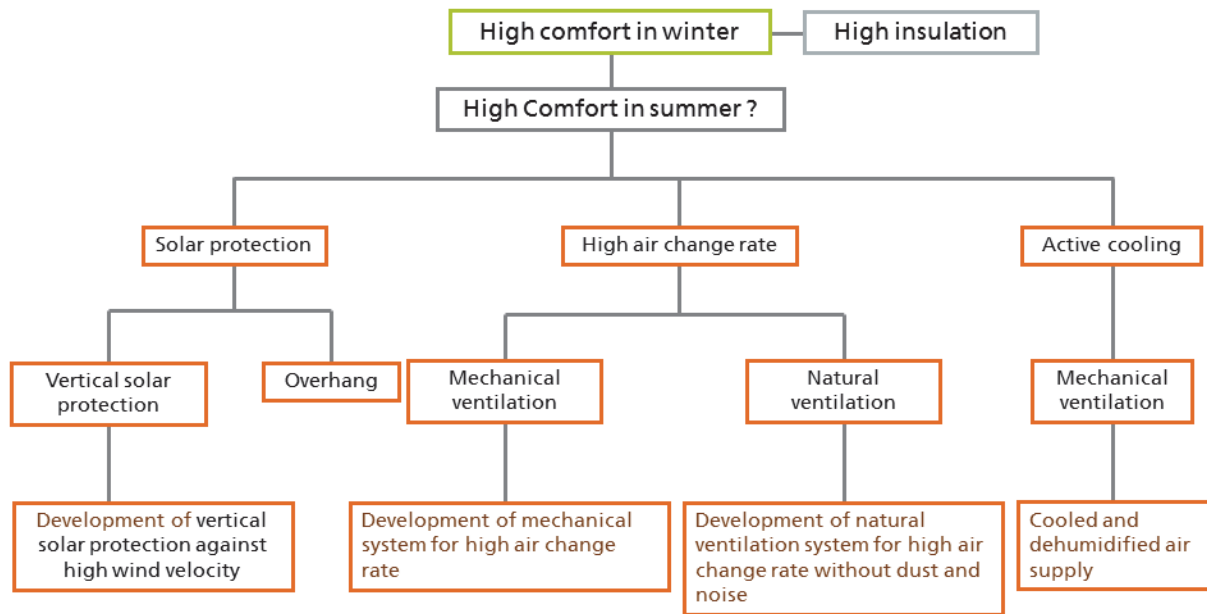 High comfort in winter
High insulation
High Comfort in summer ?
Solar protection
High air change rate
Active cooling
Vertical solar
protection
Overhang
Mechanical
ventilation
Natural
ventilation
Mechanical
ventilation
Development of vertical
solar protection against
high wind velocity
Development of mechanical
system for high air change
rate
Development of natural
ventilation system for high air
change rate without dust and
noise
Cooled and
dehumidified air
supply